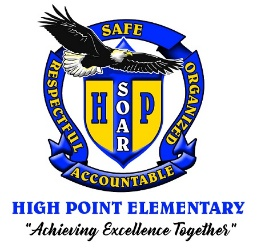 SAFE
RESPECTFUL
ORGANIZED
H SOAR P
ACCOUNTABLE
HIGH POINT ELEMENTARY
"Achieving Excellence Together"